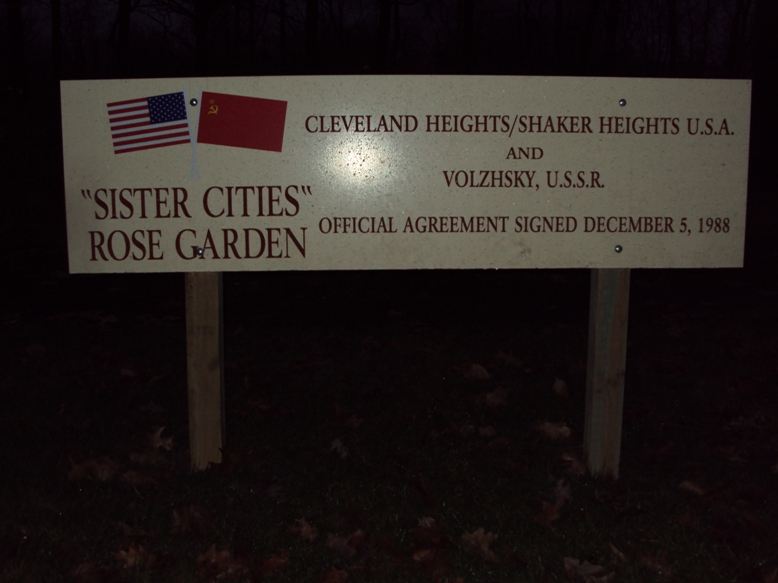 "SISTER CITIES"
ROSE GARDEN
CLEVELAND HEIGHTS/SHAKER HEIGHTS U.S.A.
AND
VOLZHSKY, U.S.S.R.
OFFICIAL AGREEMENT SIGNED DECEMBER 5, 1988